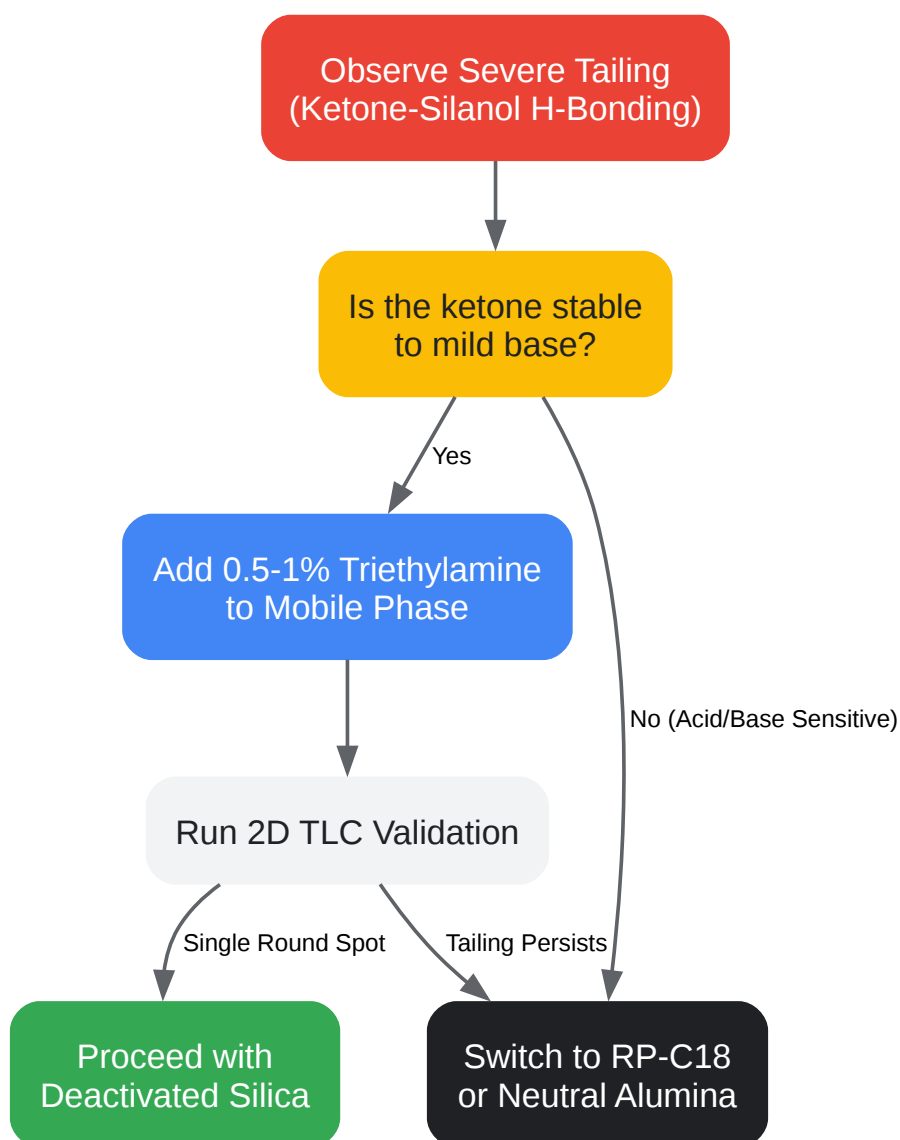 Observe Severe Tailing
(Ketone-Silanol H-Bonding)
Is the ketone stable
to mild base?
Yes
Add 0.5-1% Triethylamine
to Mobile Phase
No (Acid/Base Sensitive)
Run 2D TLC Validation
Single Round Spot
Tailing Persists
Proceed with
Deactivated Silica
Switch to RP-C18
or Neutral Alumina